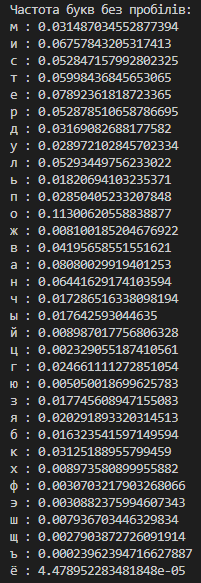 Частота букв без пробілів:
м : 0.031487034552877394
и : 0.06757843205317413
с : 0.052847157992802325
т : 0.05998436845653065
е : 0.07892361818723365
р : 0.052878510658786695
д : 0.03169082688177582
у : 0.028972102845702334
л : 0.05293449756233022
ь : 0.01820694103235371
п : 0.02850405233207848
о : 0.11300620558838877
ж : 0.008100185204676922
в : 0.04195658551551621
а : 0.08080029919401253
н : 0.06441629174103594
ч : 0.017286516338098194
ы : 0.017642593044635
й : 0.008987017756806328
ц : 0.002329055187410561
г : 0.024661111272851054
ю : 0.005050018699625783
з : 0.017745608947155083
я : 0.020291893320314513
б : 0.016323541597149594
к : 0.03125188955799459
х : 0.008973580899955882
ф : 0.0030703217903268066
э : 0.0030882375994607343
ш : 0.007936703446329834
щ : 0.0027903872726091914
ъ : 0.00023962394716627887
ё : 4.478952283481848e-05